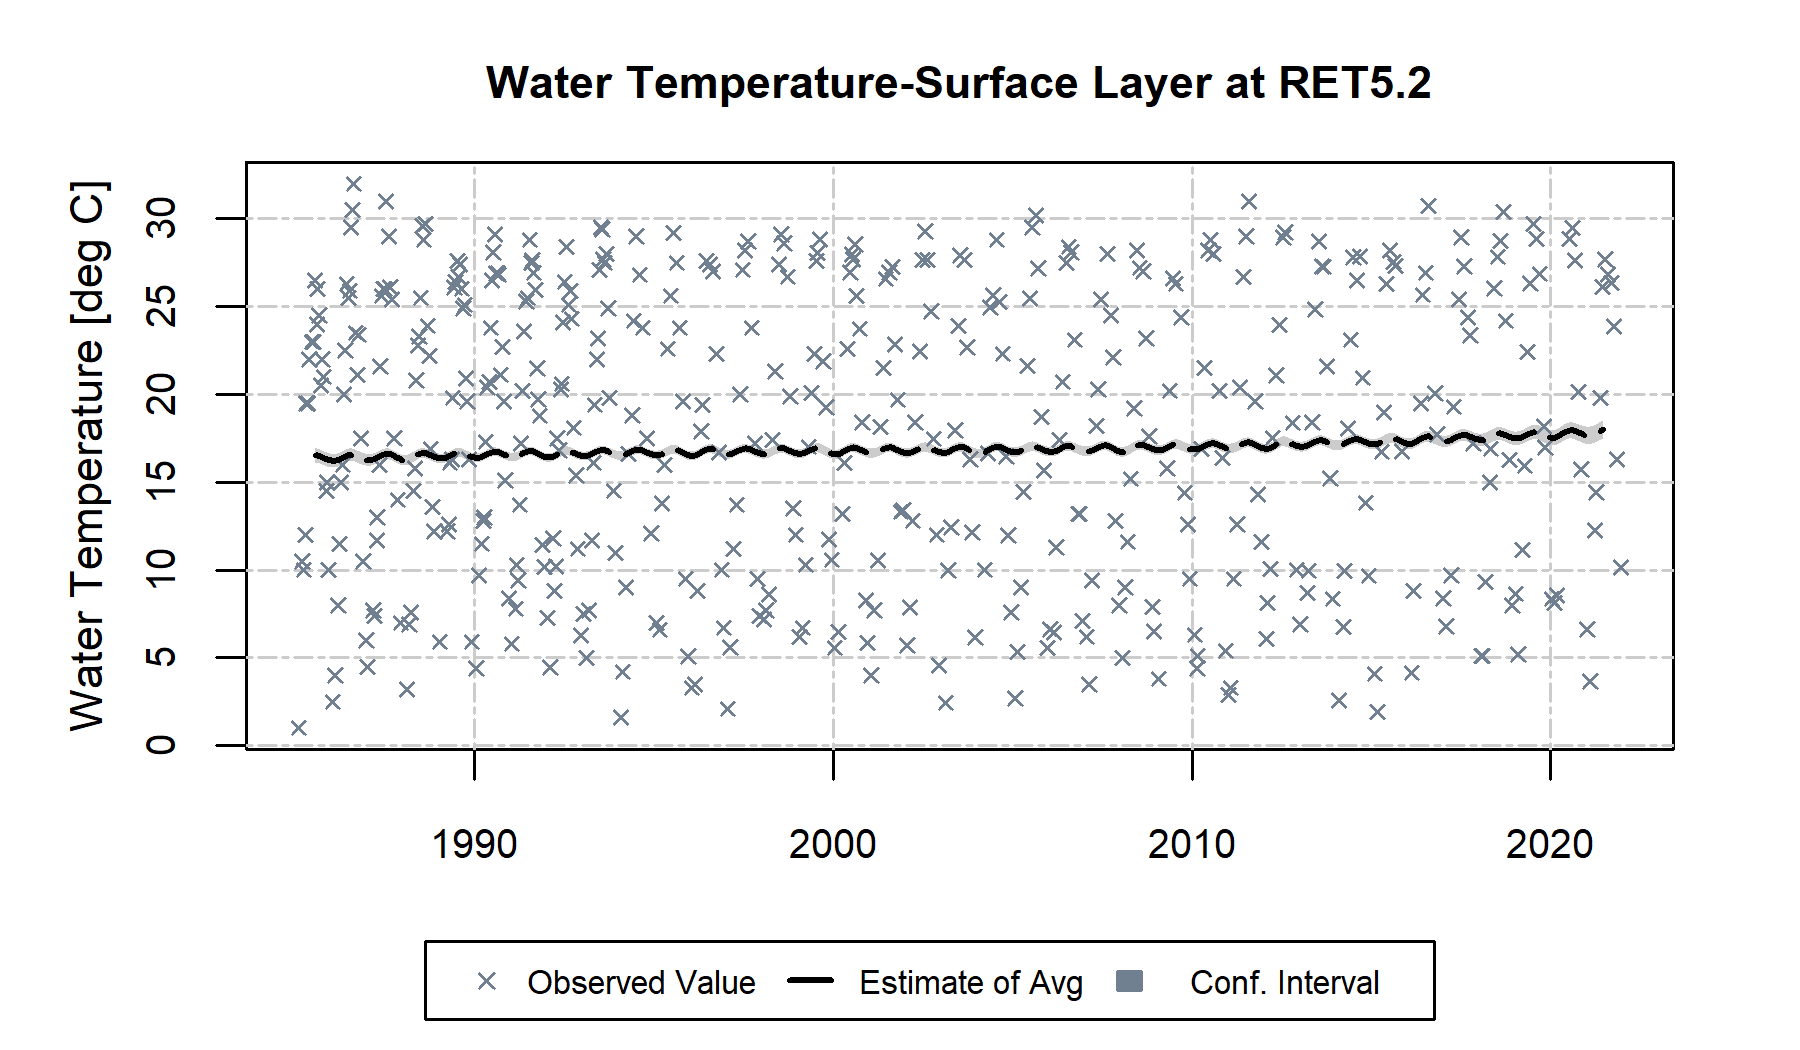 Water Temperature-Surface Layer at RET5.2
Water Temperature [deg C]
30
25
20
15
10
5
0
1990 2000 2010 2020
Observed Value Estimate of Avg Conf. Interval